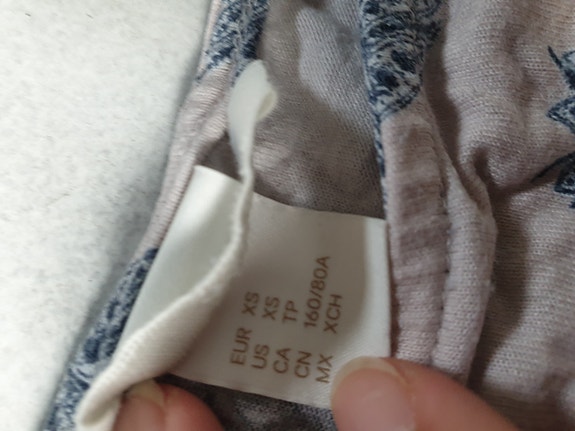 EUR XS
US XS
CA TP
CN 160/80A
MX XCH